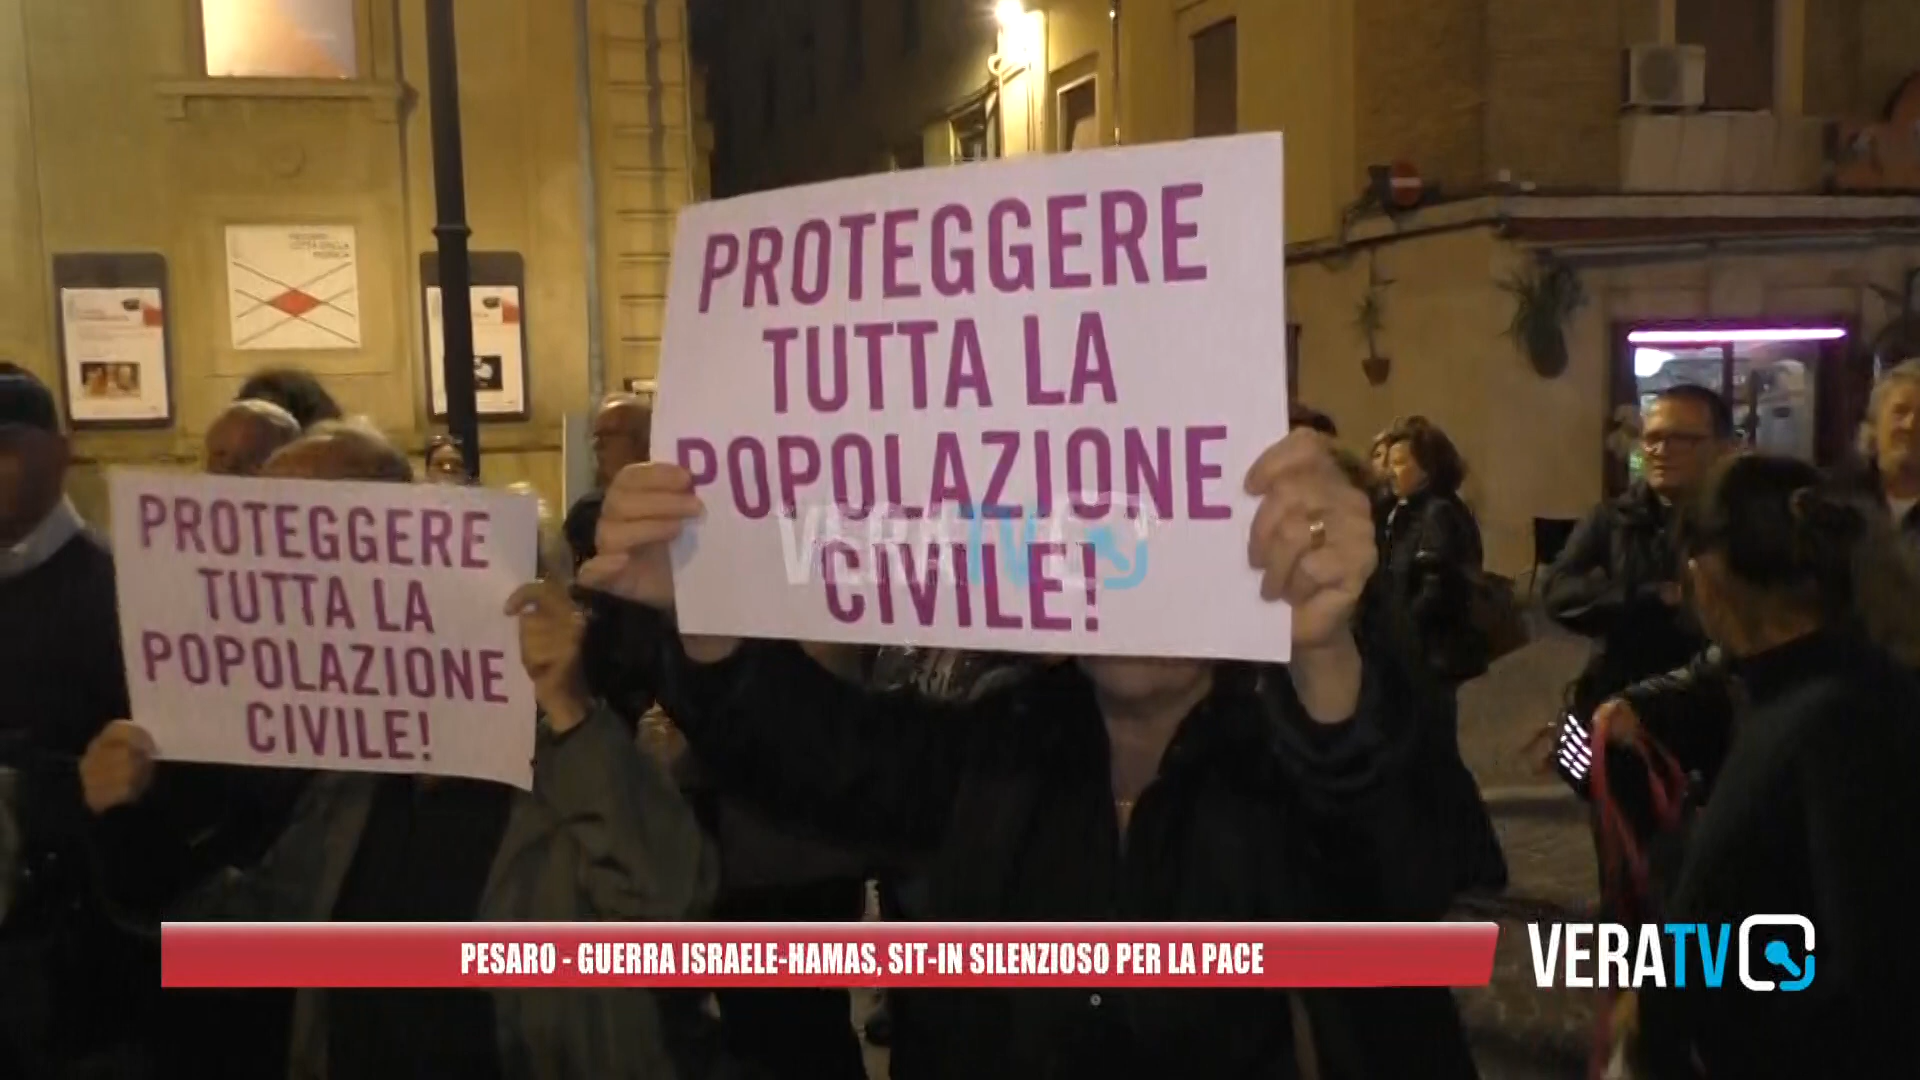 PROTEGGERE
TUTTA LA
POPOLAZIONE
CIVILE!
PROTEGGERE
TUTTA LA
POPOLAZIONE
CIVILE!
VERATV
PESARO - GUERRA ISRAELE-HAMAS, SIT-IN SILENZIOSO PER LA PACE
VERATV